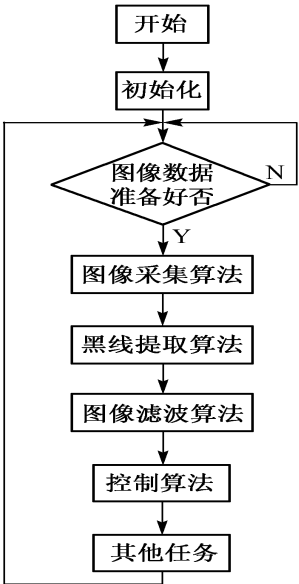 开始
初始化
图像数据
准备好否
N
Y
图像采集算法
黑线提取算法
图像滤波算法
控制算法
其他任务